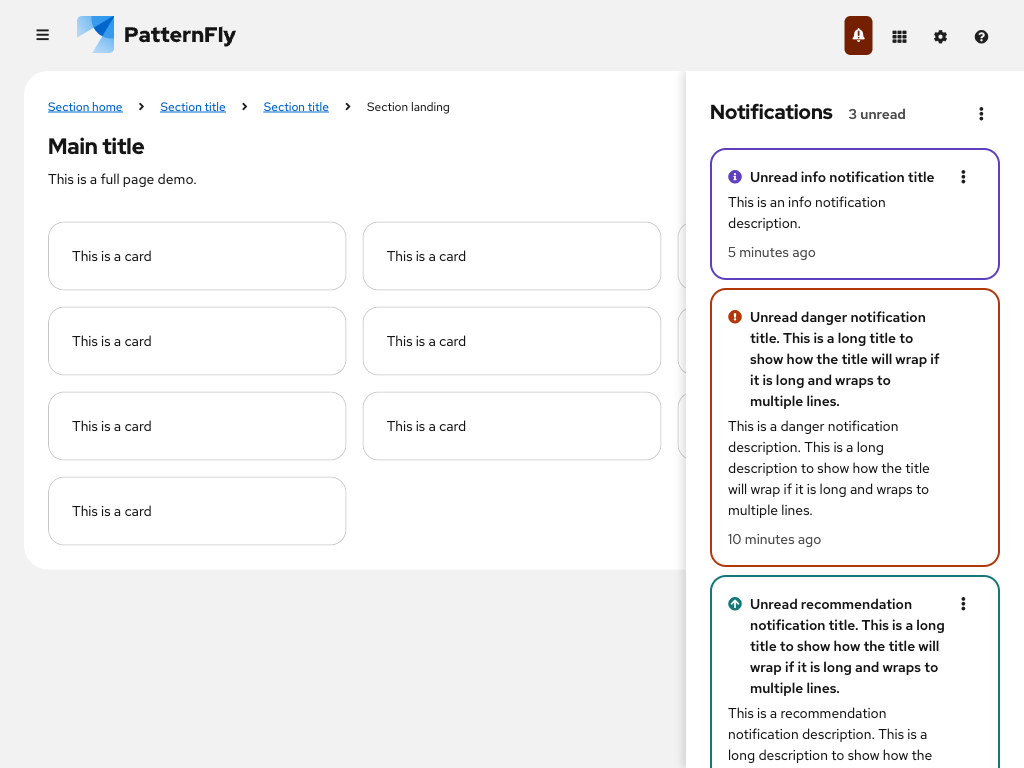 PatternFly
Section home
Section title
Section title
Section landing
Main title
This is a full page demo.
This is a card
This is a card
This is a card
This is a card
This is a card
This is a card
This is a card
Notifications
3 unread
Unread info notification title
This is an info notification
description.
5 minutes ago
Unread danger notification
title. This is a long title to
show how the title will wrap if
it is long and wraps to
multiple lines.
This is a danger notification
description. This is a long
description to show how the title
will wrap if it is long and wraps to
multiple lines.
10 minutes ago
Unread recommendation
notification title. This is a long
title to show how the title will
wrap if it is long and wraps to
multiple lines.
This is a recommendation
notification description. This is a
long description to show how the